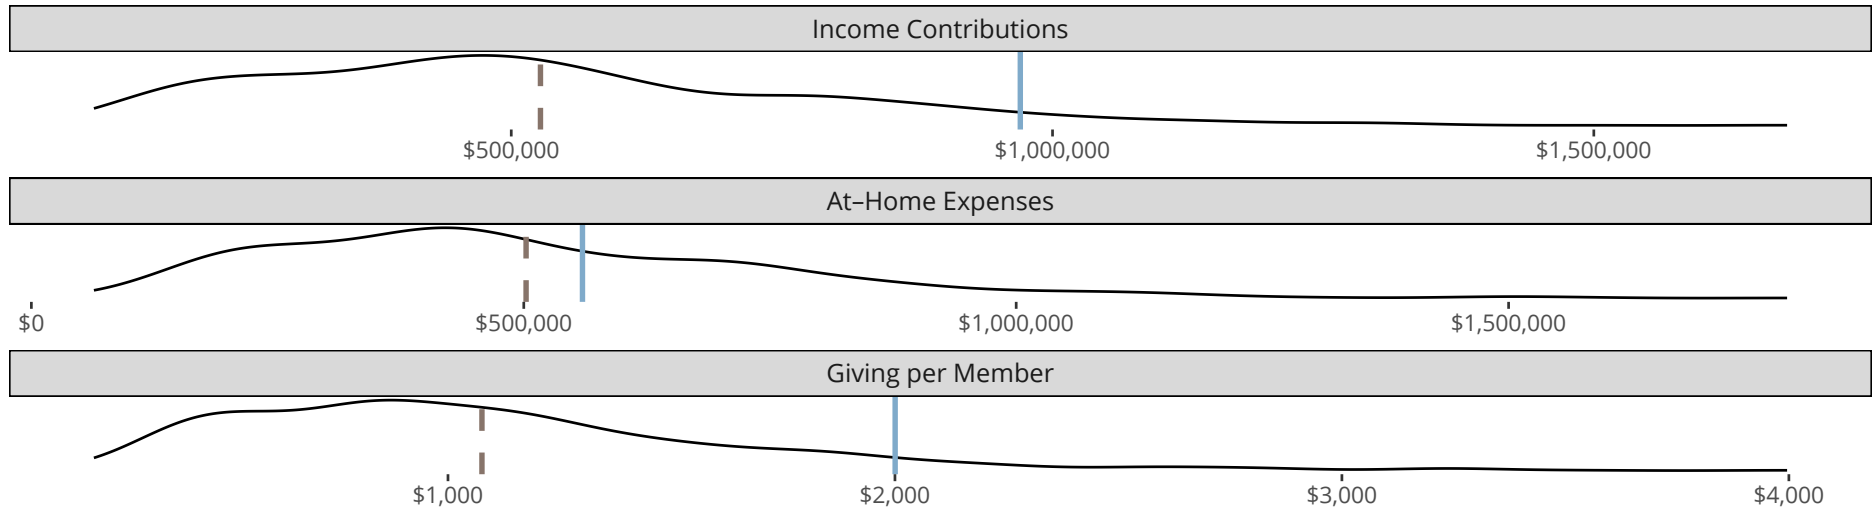 Income Contributions
$500,000 $1,000,000 $1,500,000
At–Home Expenses
$0 $500,000 $1,000,000 $1,500,000
Giving per Member
$1,000 $2,000 $3,000 $4,000